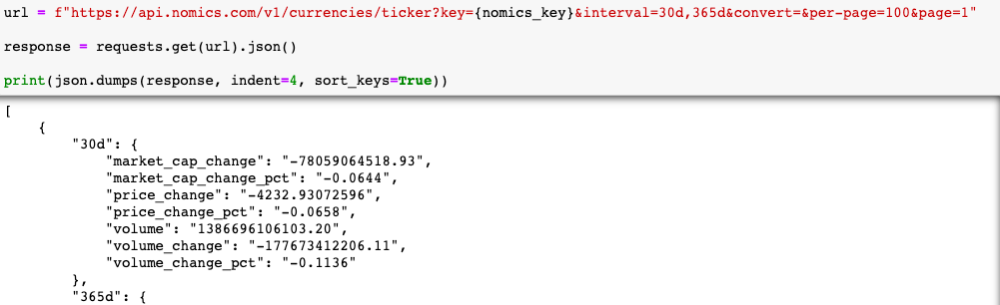 url = f"https://api.nomics.com/v1/currencies/ticker?key={nomics_key}&interval=30d,365d&convert=&per-page=100&page=1"
response = requests.get(url).json()
print(json.dumps(response, indent=4, sort_keys=True))
[
    {
        "30d": {
            "market_cap_change": "-78059064518.93",
            "market_cap_change_pct": "-0.0644",
            "price_change": "-4232.93072596",
            "price_change_pct": "-0.0658",
            "volume": "1386696106103.20",
            "volume_change": "-177673412206.11",
            "volume_change_pct": "-0.1136"
        },
        "365d": {